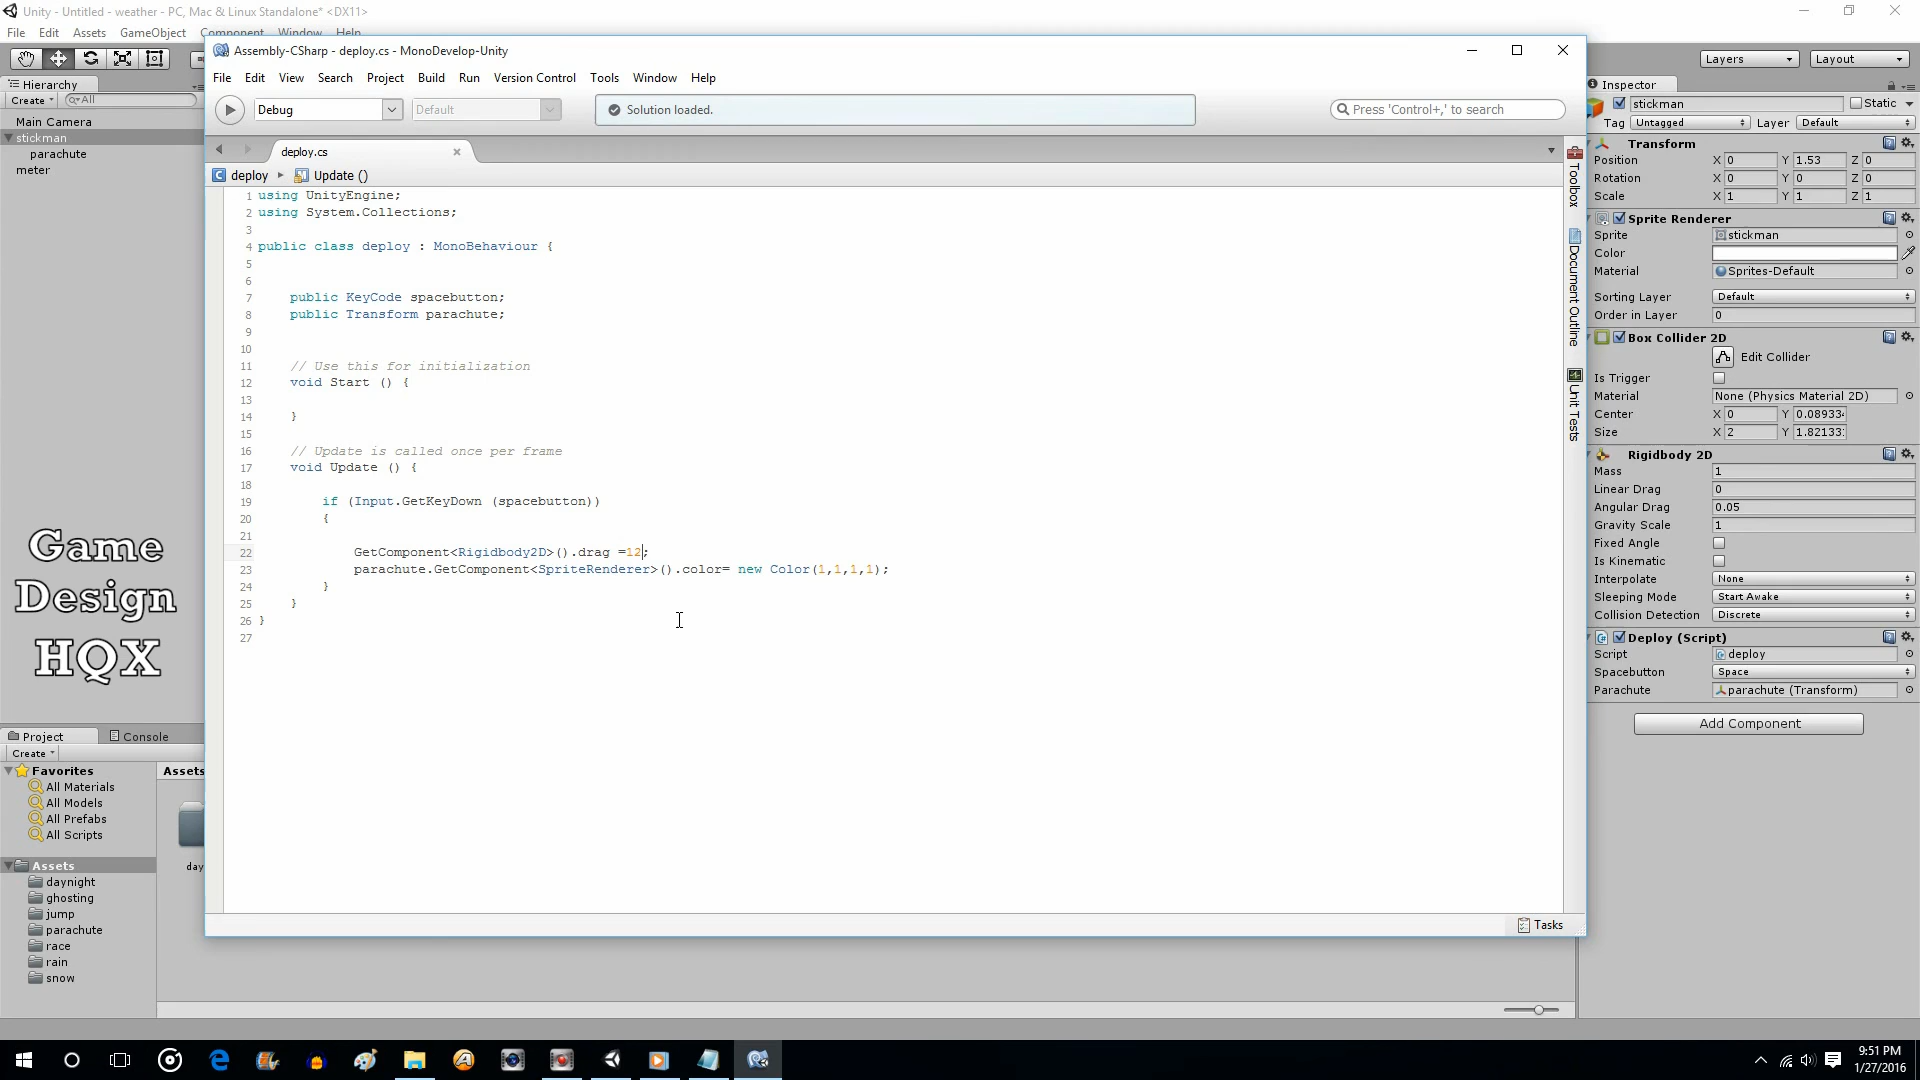 Unity - Untitled - weather - PC, Mac & Linux Standalone* <DX11>
File Edit Assets GameObject Component Window Help
Layers Layout
Hierarchy
Create All
Main Camera
stickman
parachute
meter
Assembly-CSharp - deploy.cs - MonoDevelop-Unity
File Edit View Search Project Build Run Version Control Tools Window Help
Debug Default Solution loaded. Press 'Control+,' to search
deploy.cs
deploy Update ()
1 using UnityEngine;
2 using System.Collections;
3
4 public class deploy : MonoBehaviour {
5
6
7 public KeyCode spacebutton;
8 public Transform parachute;
9
10
11 // Use this for initialization
12 void Start () {
13
14 }
15
16 // Update is called once per frame
17 void Update () {
18
19 if (Input.GetKeyDown (spacebutton))
20 {
21
22 GetComponent<Rigidbody2D>().drag =12;
23 parachute.GetComponent<SpriteRenderer>().color= new Color(1,1,1,1);
24 }
25 }
26 }
27
Toolbox
Document Outline
Unit Tests
Tasks
Inspector
stickman Static
Tag Untagged Layer Default
Transform
Position X 0 Y 1.53 Z 0
Rotation X 0 Y 0 Z 0
Scale X 1 Y 1 Z 1
Sprite Renderer
Sprite stickman
Color
Material Sprites-Default
Sorting Layer Default
Order in Layer 0
Box Collider 2D
Edit Collider
Is Trigger
Material None (Physics Material 2D)
Center X 0 Y 0.08933
Size X 2 Y 1.82133
Rigidbody 2D
Mass 1
Linear Drag 0
Angular Drag 0.05
Gravity Scale 1
Fixed Angle
Is Kinematic
Interpolate None
Sleeping Mode Start Awake
Collision Detection Discrete
Deploy (Script)
Script deploy
Spacebutton Space
Parachute parachute (Transform)
Add Component
Game
Design
HQX
Project Console
Create
Favorites
All Materials
All Models
All Prefabs
All Scripts
Assets
daynight
ghosting
jump
parachute
race
rain
snow
Assets
day
9:51 PM
1/27/2016